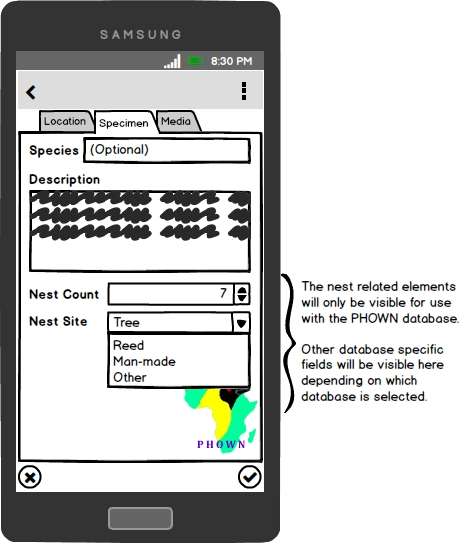 SAMSUNG
8:30 PM
Location Specimen Media
Species (Optional)
Description
Nest Count 7
Nest Site Tree
Reed
Man-made
Other
PHOWN
The nest related elements
will only be visible for use
with the PHOWN database.
Other database specific
fields will be visible here
depending on which
database is selected.